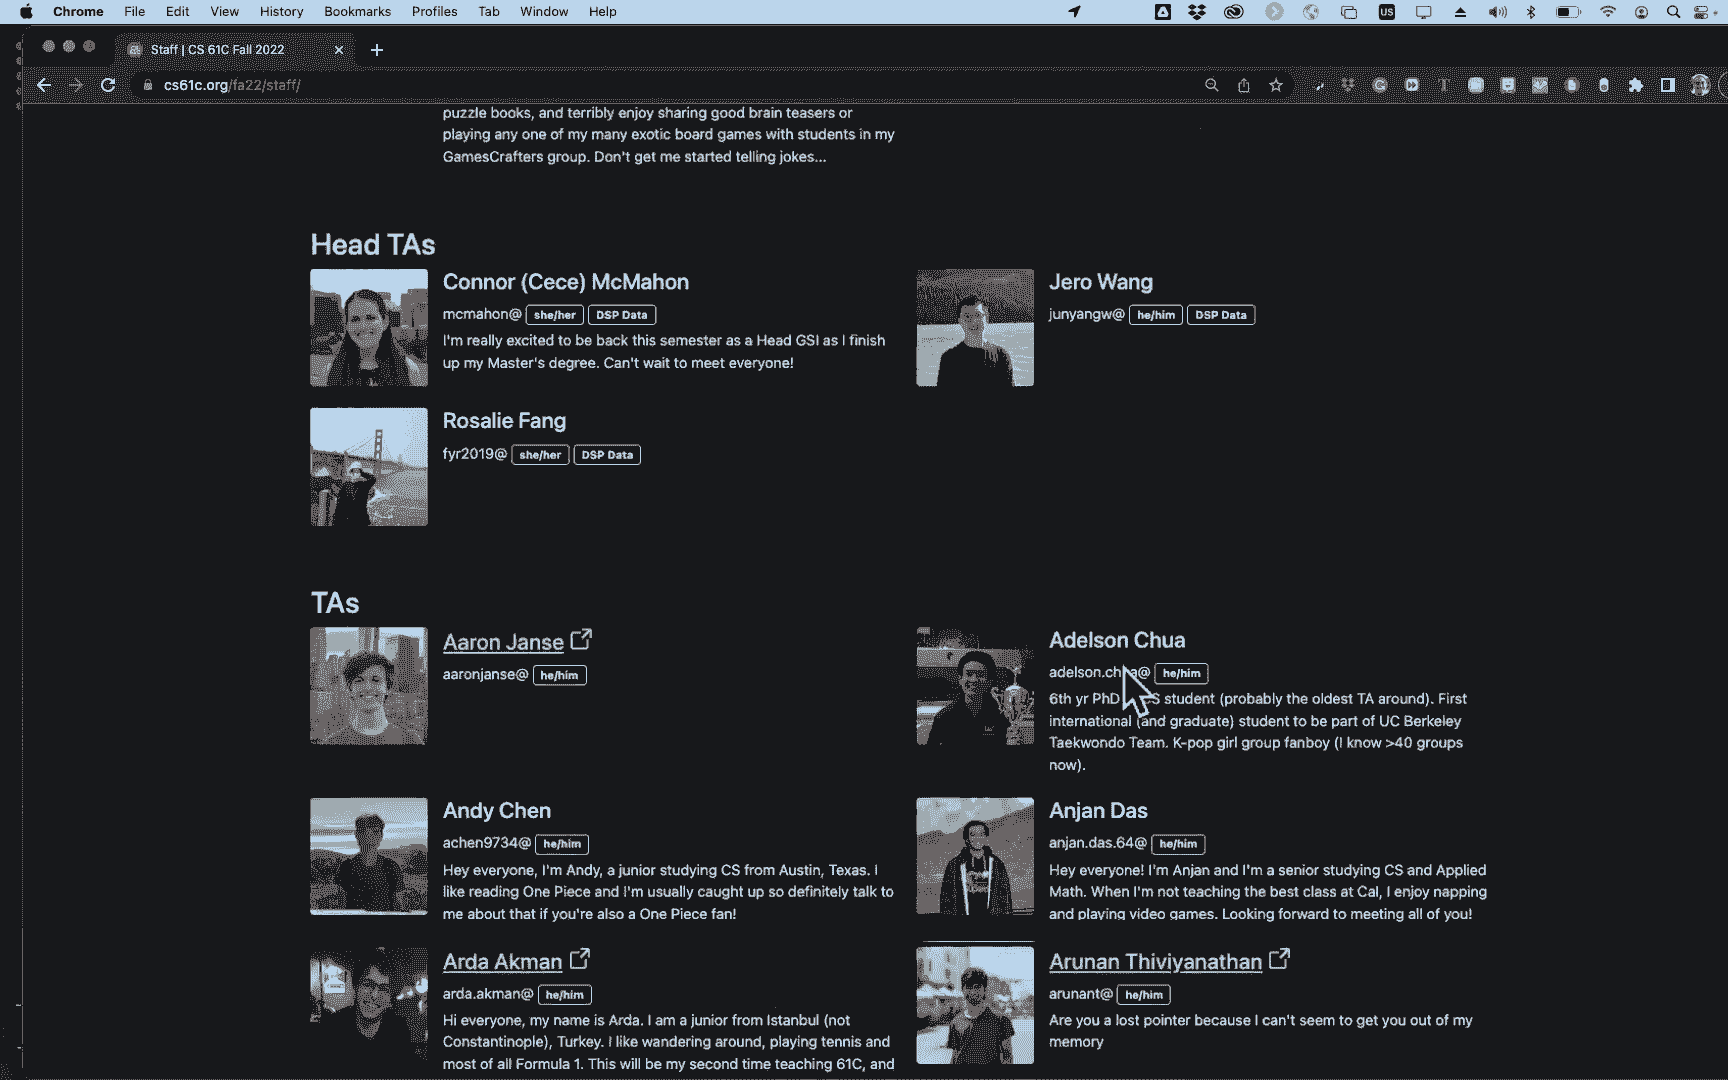 Chrome File Edit View History Bookmarks Profiles Tab Window Help
US
Staff | CS 61C Fall 2022
cs61c.org/fa22/staff/
puzzle books, and terribly enjoy sharing good brain teasers or
playing any one of my many exotic board games with students in my
GamesCrafters group. Don't get me started telling jokes...
Head TAs
Connor (Cece) McMahon
mcmahon@ she/her DSP Data
I'm really excited to be back this semester as a Head GSI as I finish
up my Master's degree. Can't wait to meet everyone!
Jero Wang
junyangw@ he/him DSP Data
Rosalie Fang
fyr2019@ she/her DSP Data
TAs
Aaron Janse
aaronjanse@ he/him
Adelson Chua
he/him
6th yr PhD student (probably the oldest TA around). First
international (and graduate) student to be part of UC Berkeley
Taekwondo Team. K-pop girl group fanboy (I know >40 groups
now).
Andy Chen
achen9734@ he/him
Hey everyone, I'm Andy, a junior studying CS from Austin, Texas. I
like reading One Piece and I'm usually caught up so definitely talk to
me about that if you're also a One Piece fan!
Anjan Das
anjan.das.64@ he/him
Hey everyone! I'm Anjan and I'm a senior studying CS and Applied
Math. When I'm not teaching the best class at Cal, I enjoy napping
and playing video games. Looking forward to meeting all of you!
Arda Akman
arda.akman@ he/him
Hi everyone, my name is Arda. I am a junior from Istanbul (not
Constantinople), Turkey. I like wandering around, playing tennis and
most of all Formula 1. This will be my second time teaching 61C, and
Arunan Thiviyanathan
arunant@ he/him
Are you a lost pointer because I can't seem to get you out of my
memory